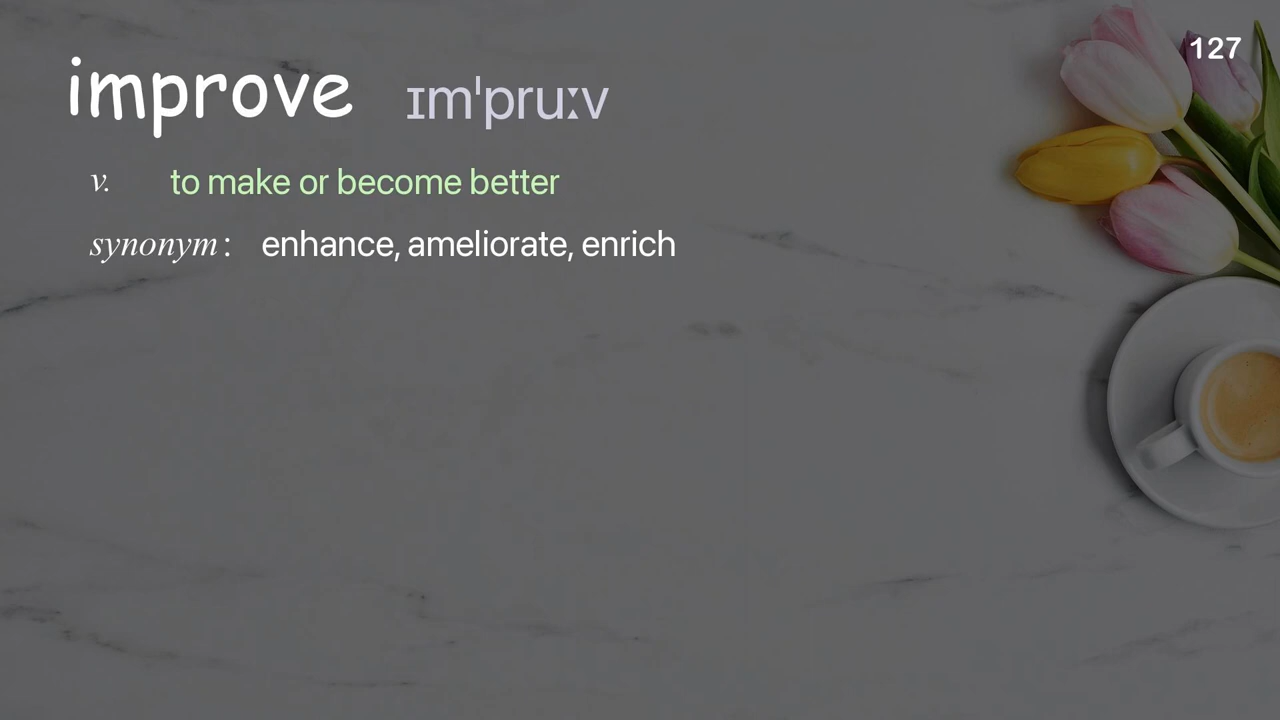 127
improve ɪmˈpruːv
v. to make or become better
synonym : enhance, ameliorate, enrich